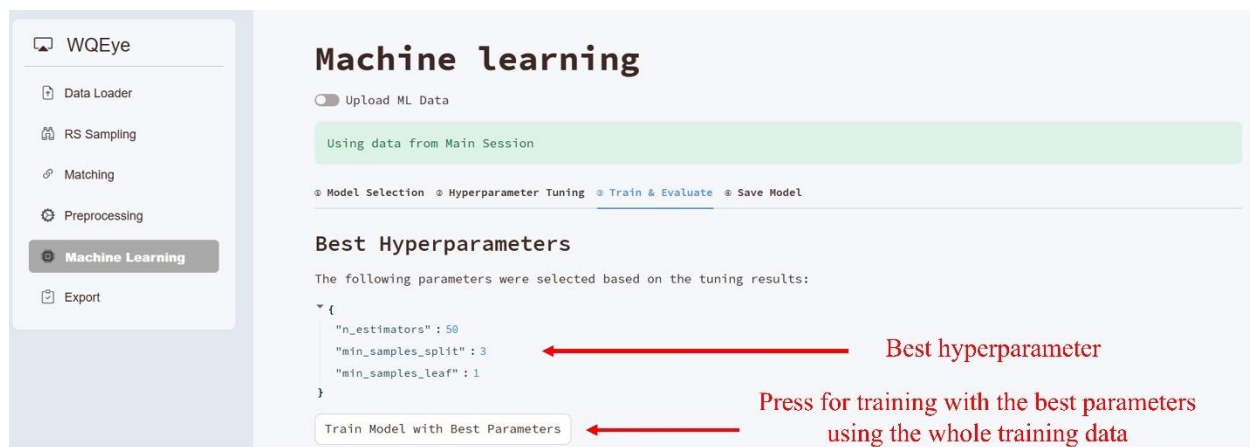 WQEye
Data Loader
RS Sampling
Matching
Preprocessing
Machine Learning
Export
Machine learning
Upload ML Data
Using data from Main Session
① Model Selection ② Hyperparameter Tuning ③ Train & Evaluate ④ Save Model
Best Hyperparameters
The following parameters were selected based on the tuning results:
{
"n_estimators" : 50
"min_samples_split" : 3
"min_samples_leaf" : 1
}
Train Model with Best Parameters
Best hyperparameter
Press for training with the best parameters
using the whole training data